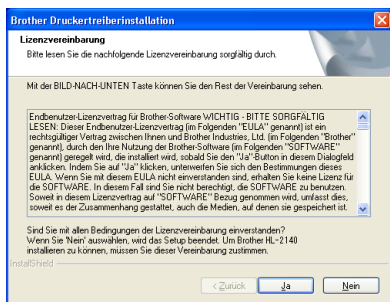 Brother Druckertreiberinstallation
Lizenzvereinbarung
Bitte lesen Sie die nachfolgende Lizenzvereinbarung sorgfältig durch.
Mit der BILD-NACH-UNTEN Taste können Sie den Rest der Vereinbarung sehen.
Endbenutzer-Lizenzvertrag für Brother-Software WICHTIG - BITTE SORGFÄLTIG
LESEN: Dieser Endbenutzer-Lizenzvertrag (im Folgenden "EULA" genannt) ist ein
rechtsgültiger Vertrag zwischen Ihnen und Brother Industries, Ltd. (im Folgenden "Brother"
genannt), durch den Ihre Nutzung der Brother-Software (im Folgenden "SOFTWARE"
genannt) geregelt wird, die installiert wird, sobald Sie den "Ja"-Button in diesem Dialogfeld
anklicken. Indem Sie auf "Ja" klicken, unterwerfen Sie sich den Bestimmungen dieses
EULA. Wenn Sie mit diesem EULA nicht einverstanden sind, erhalten Sie keine Lizenz für
die SOFTWARE. In diesem Fall sind Sie nicht berechtigt, die SOFTWARE zu benutzen.
Soweit in diesem Lizenzvertrag auf "SOFTWARE" Bezug genommen wird, umfasst dies,
soweit es der Zusammenhang gestattet, auch die Medien, auf denen sie gespeichert ist.
Sind Sie mit allen Bedingungen der Lizenzvereinbarung einverstanden?
Wenn Sie 'Nein' auswählen, wird das Setup beendet. Um Brother HL-2140
installieren zu können, müssen Sie dieser Vereinbarung zustimmen.
InstallShield
< Zurück
Ja
Nein